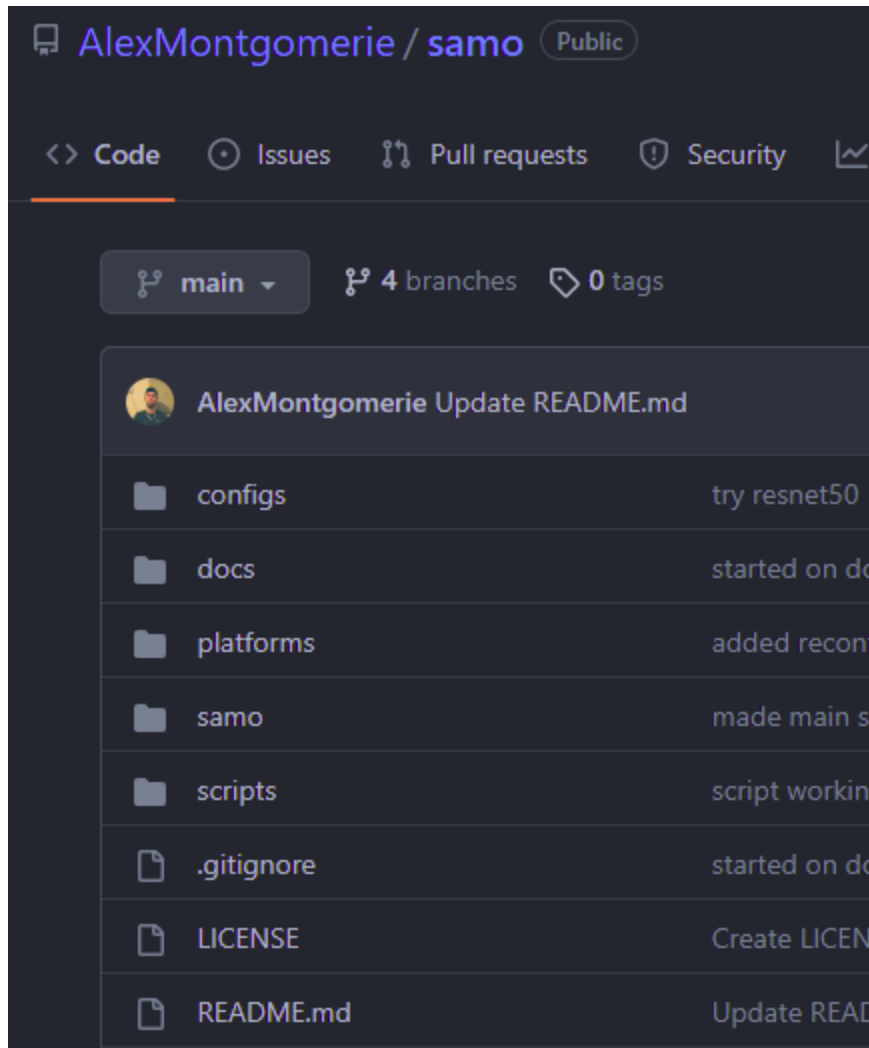 AlexMontgomerie / samo Public
Code Issues Pull requests Security
main 4 branches 0 tags
AlexMontgomerie Update README.md
configs try resnet50
docs started on
platforms added
samo made main
scripts script
.gitignore started on
LICENSE Create
README.md Update